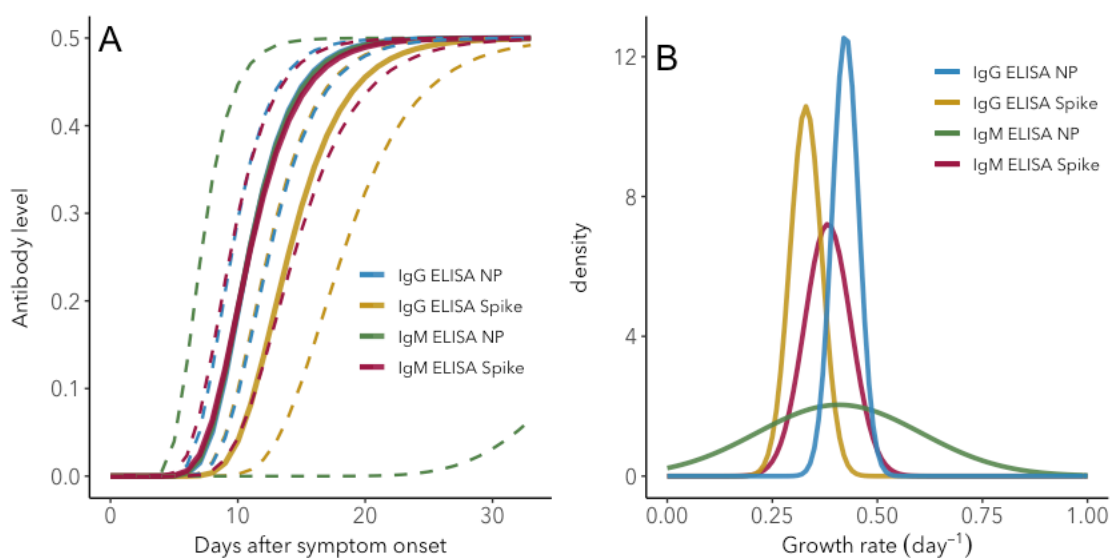 A
0.5
0.4
0.3
0.2
0.1
0.0
Antibody level
IgG ELISA NP
IgG ELISA Spike
IgM ELISA NP
IgM ELISA Spike
0
10
20
30
Days after symptom onset
B
12
8
4
0
density
IgG ELISA NP
IgG ELISA Spike
IgM ELISA NP
IgM ELISA Spike
0.00
0.25
0.50
0.75
1.00
Growth rate (day⁻¹)